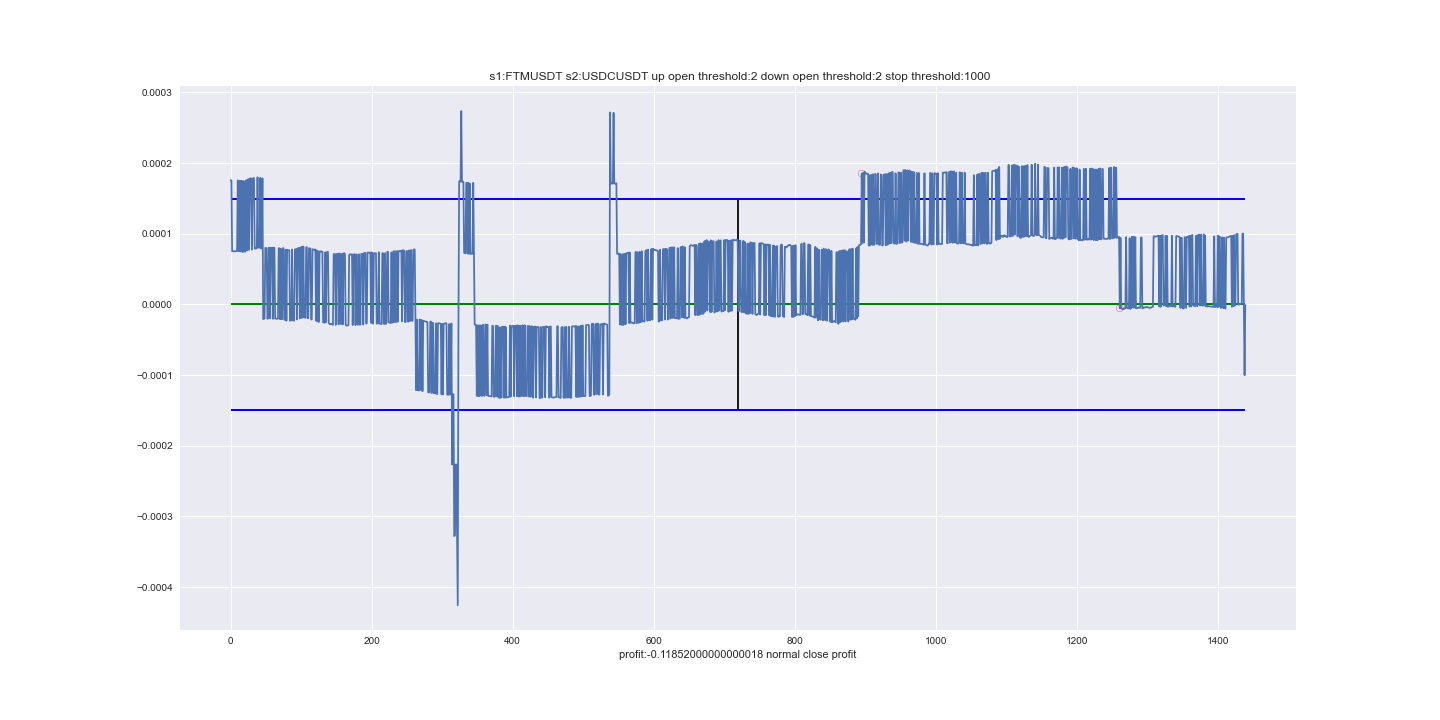 s1:FTMUSDT s2:USDCUSDT up open threshold:2 down open threshold:2 stop threshold:1000
0.0003
0.0002
0.0001
0.0000
−0.0001
−0.0002
−0.0003
−0.0004
0 200 400 600 800 1000 1200 1400
profit:-0.11852000000000018 normal close profit